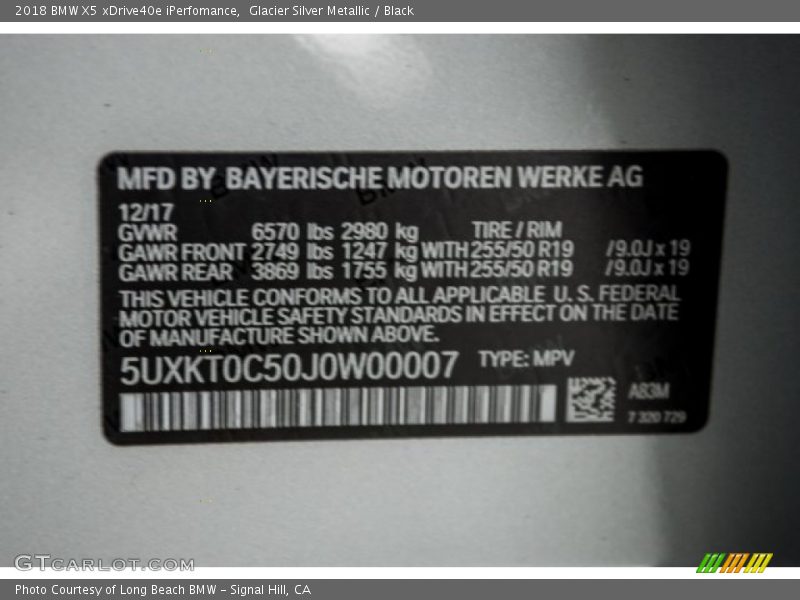 2018 BMW X5 xDrive40e iPerfomance,  Glacier Silver Metallic / Black
MFD BY BAYERISCHE MOTOREN WERKE AG
12/17
GVWR 6570 lbs 2980 kg TIRE / RIM
GAWR FRONT 2749 lbs 1247 kg WITH 255/50 R19 /9.0J x 19
GAWR REAR 3869 lbs 1755 kg WITH 255/50 R19 /9.0J x 19
THIS VEHICLE CONFORMS TO ALL APPLICABLE U. S. FEDERAL
MOTOR VEHICLE SAFETY STANDARDS IN EFFECT ON THE DATE
OF MANUFACTURE SHOWN ABOVE.
5UXKT0C50J0W00007 TYPE: MPV
A83M
7 320 729
GTCARLOT.COM
Photo Courtesy of Long Beach BMW - Signal Hill, CA